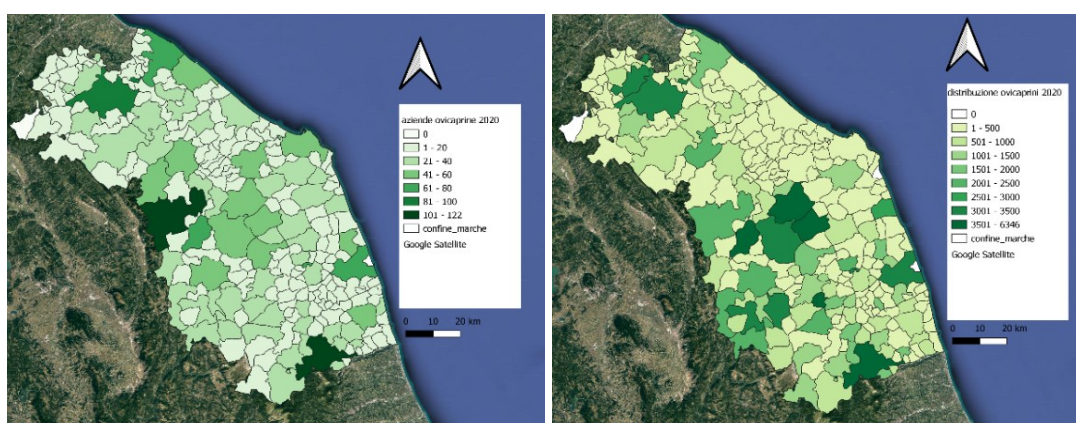 aziende ovicaprine 2020
0
1 - 20
21 - 40
41 - 60
61 - 80
81 - 100
101 - 122
confine_marche
Google Satellite
0 10 20 km
distribuzione ovicaprini 2020
0
1 - 500
501 - 1000
1001 - 1500
1501 - 2000
2001 - 2500
2501 - 3000
3001 - 3500
3501 - 6346
confine_marche
Google Satellite
0 10 20 km